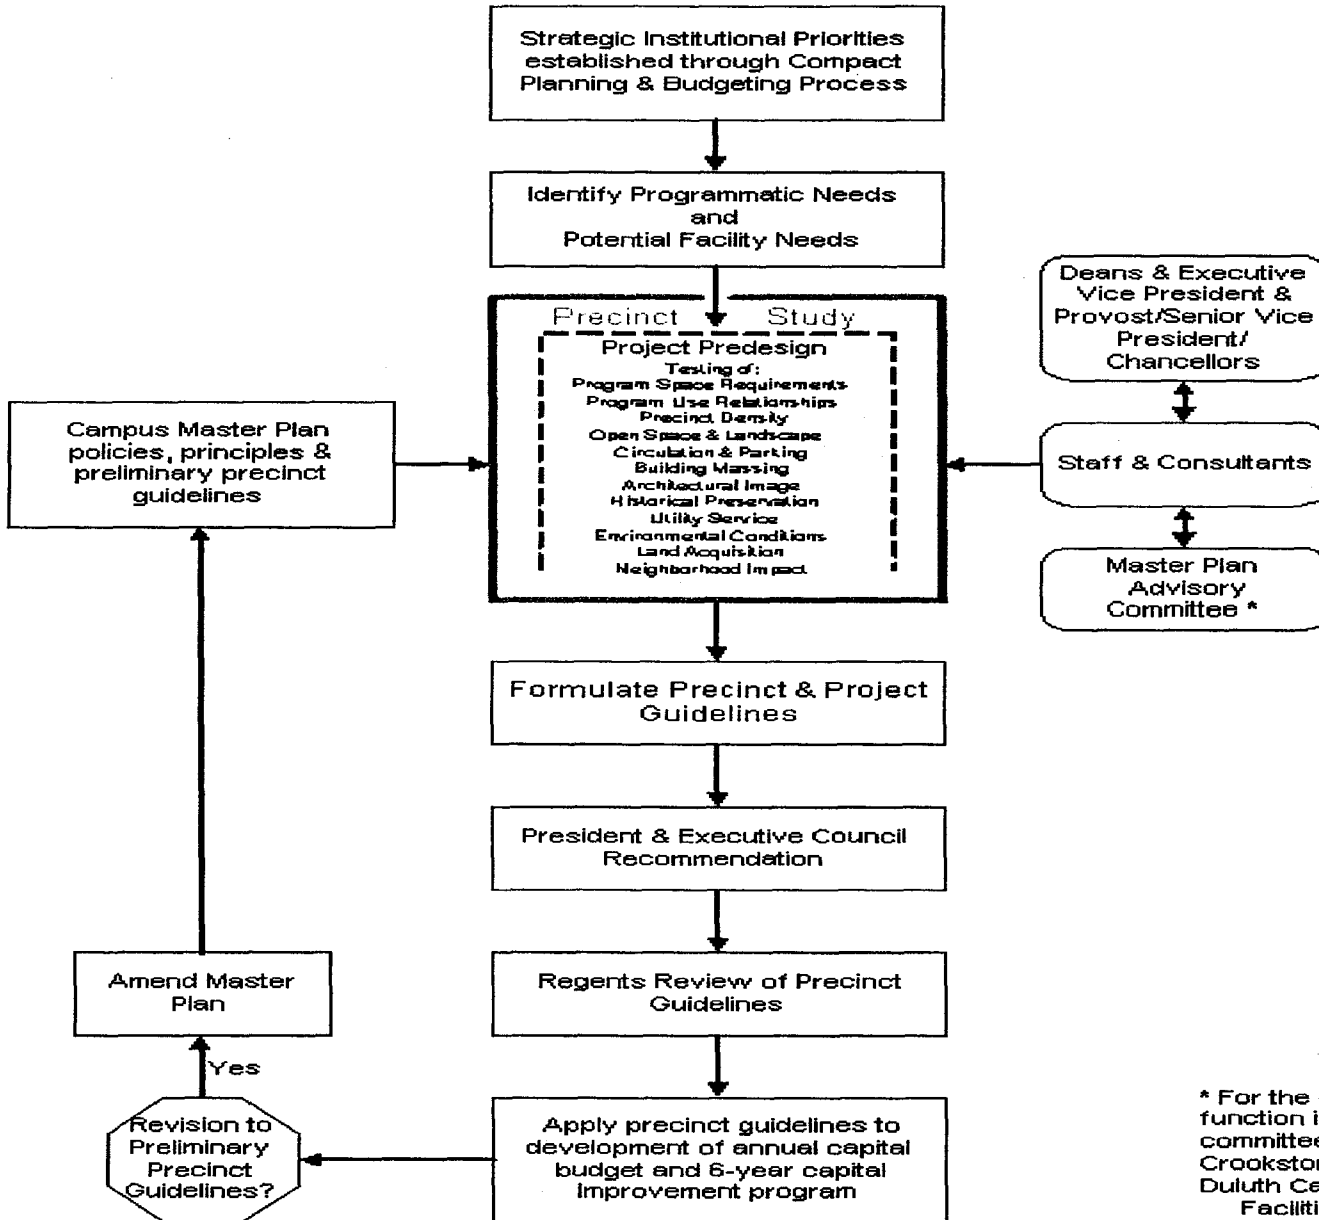 Strategic Institutional Priorities
established through Compact
Planning & Budgeting Process
Identify Programmatic Needs
and
Potential Facility Needs
Precinct Study
Project Predesign
Testing of:
Program Space Requirements
Program Use Relationships
Precinct Density
Open Space & Landscape
Circulation & Parking
Building Massing
Architectural Image
Historical Preservation
Utility Service
Environmental Conditions
Land Acquisition
Neighborhood Impact
Campus Master Plan
policies, principles &
preliminary precinct
guidelines
Deans & Executive
Vice President &
Provost/Senior Vice
President/
Chancellors
Staff & Consultants
Master Plan
Advisory
Committee *
Formulate Precinct & Project
Guidelines
President & Executive Council
Recommendation
Regents Review of Precinct
Guidelines
Amend Master
Plan
Yes
Revision to
Preliminary
Precinct
Guidelines?
Apply precinct guidelines to
development of annual capital
budget and 6-year capital
improvement program
* For the
function i
committee
Crookston
Duluth Ca
Faciliti